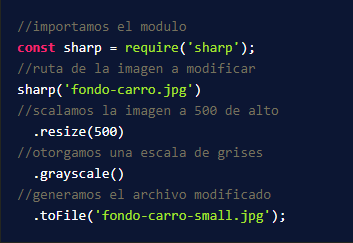 //importamos el modulo
const sharp = require('sharp');
//ruta de la imagen a modificar
sharp('fondo-carro.jpg')
//scalamos la imagen a 500 de alto
.resize(500)
//otorgamos una escala de grises
.grayscale()
//generamos el archivo modificado
.toFile('fondo-carro-small.jpg');